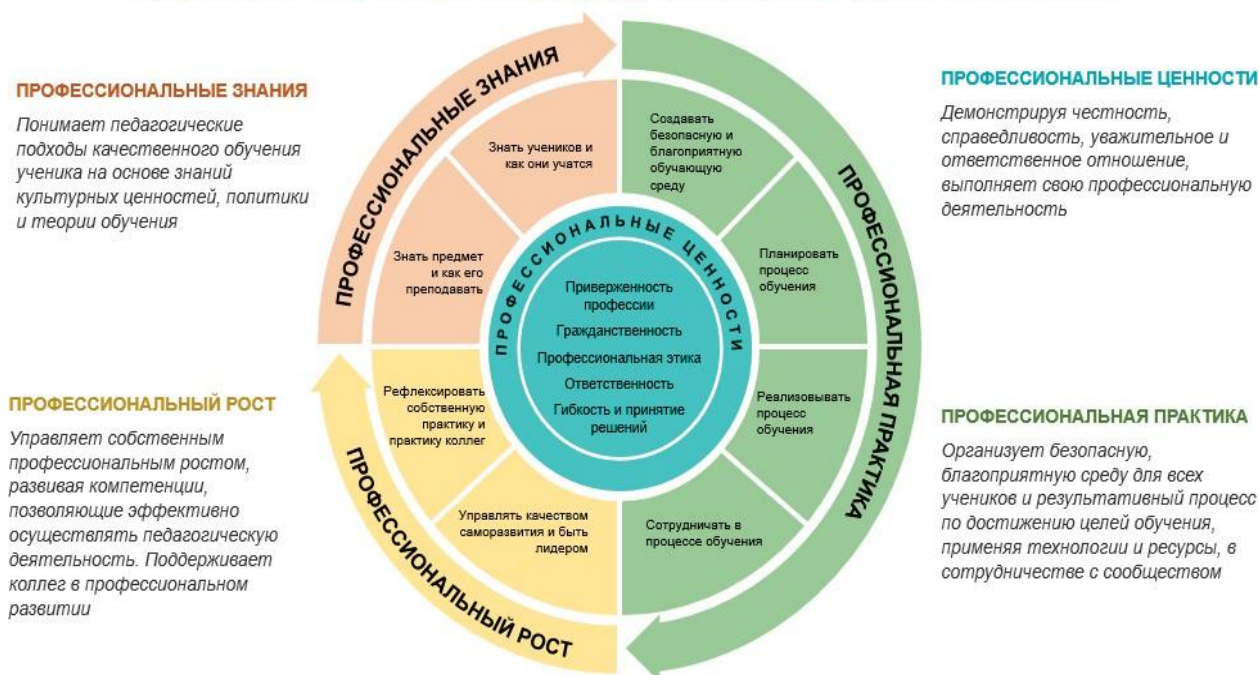 ПРОФЕССИОНАЛЬНЫЕ ЗНАНИЯ
Понимает педагогические
подходы качественного обучения
ученика на основе знаний
культурных ценностей, политики
и теории обучения
ПРОФЕССИОНАЛЬНЫЙ РОСТ
Управляет собственным
профессиональным ростом,
развивая компетенции,
позволяющие эффективно
осуществлять педагогическую
деятельность. Поддерживает
коллег в профессиональном
развитии
ПРОФЕССИОНАЛЬНЫЕ ЗНАНИЯ
Знать учеников и
как они учатся
Знать предмет
и как его
преподавать
ПРОФЕССИОНАЛЬНЫЙ РОСТ
Рефлексировать
собственную
практику и
практику коллег
Управлять качеством
саморазвития и быть
лидером
ПРОФЕССИОНАЛЬНЫЕ ЦЕННОСТИ
Приверженность
профессии
Гражданственность
Профессиональная этика
Ответственность
Гибкость и принятие
решений
ПРОФЕССИОНАЛЬНАЯ ПРАКТИКА
Создавать
безопасную и
благоприятную
обучающую
среду
Планировать
процесс
обучения
Реализовывать
процесс
обучения
Сотрудничать в
процессе обучения
ПРОФЕССИОНАЛЬНЫЕ ЦЕННОСТИ
Демонстрируя честность,
справедливость, уважительное и
ответственное отношение,
выполняет свою профессиональную
деятельность
ПРОФЕССИОНАЛЬНАЯ ПРАКТИКА
Организует безопасную,
благоприятную среду для всех
учеников и результативный процесс
по достижению целей обучения,
применяя технологии и ресурсы, в
сотрудничестве с сообществом